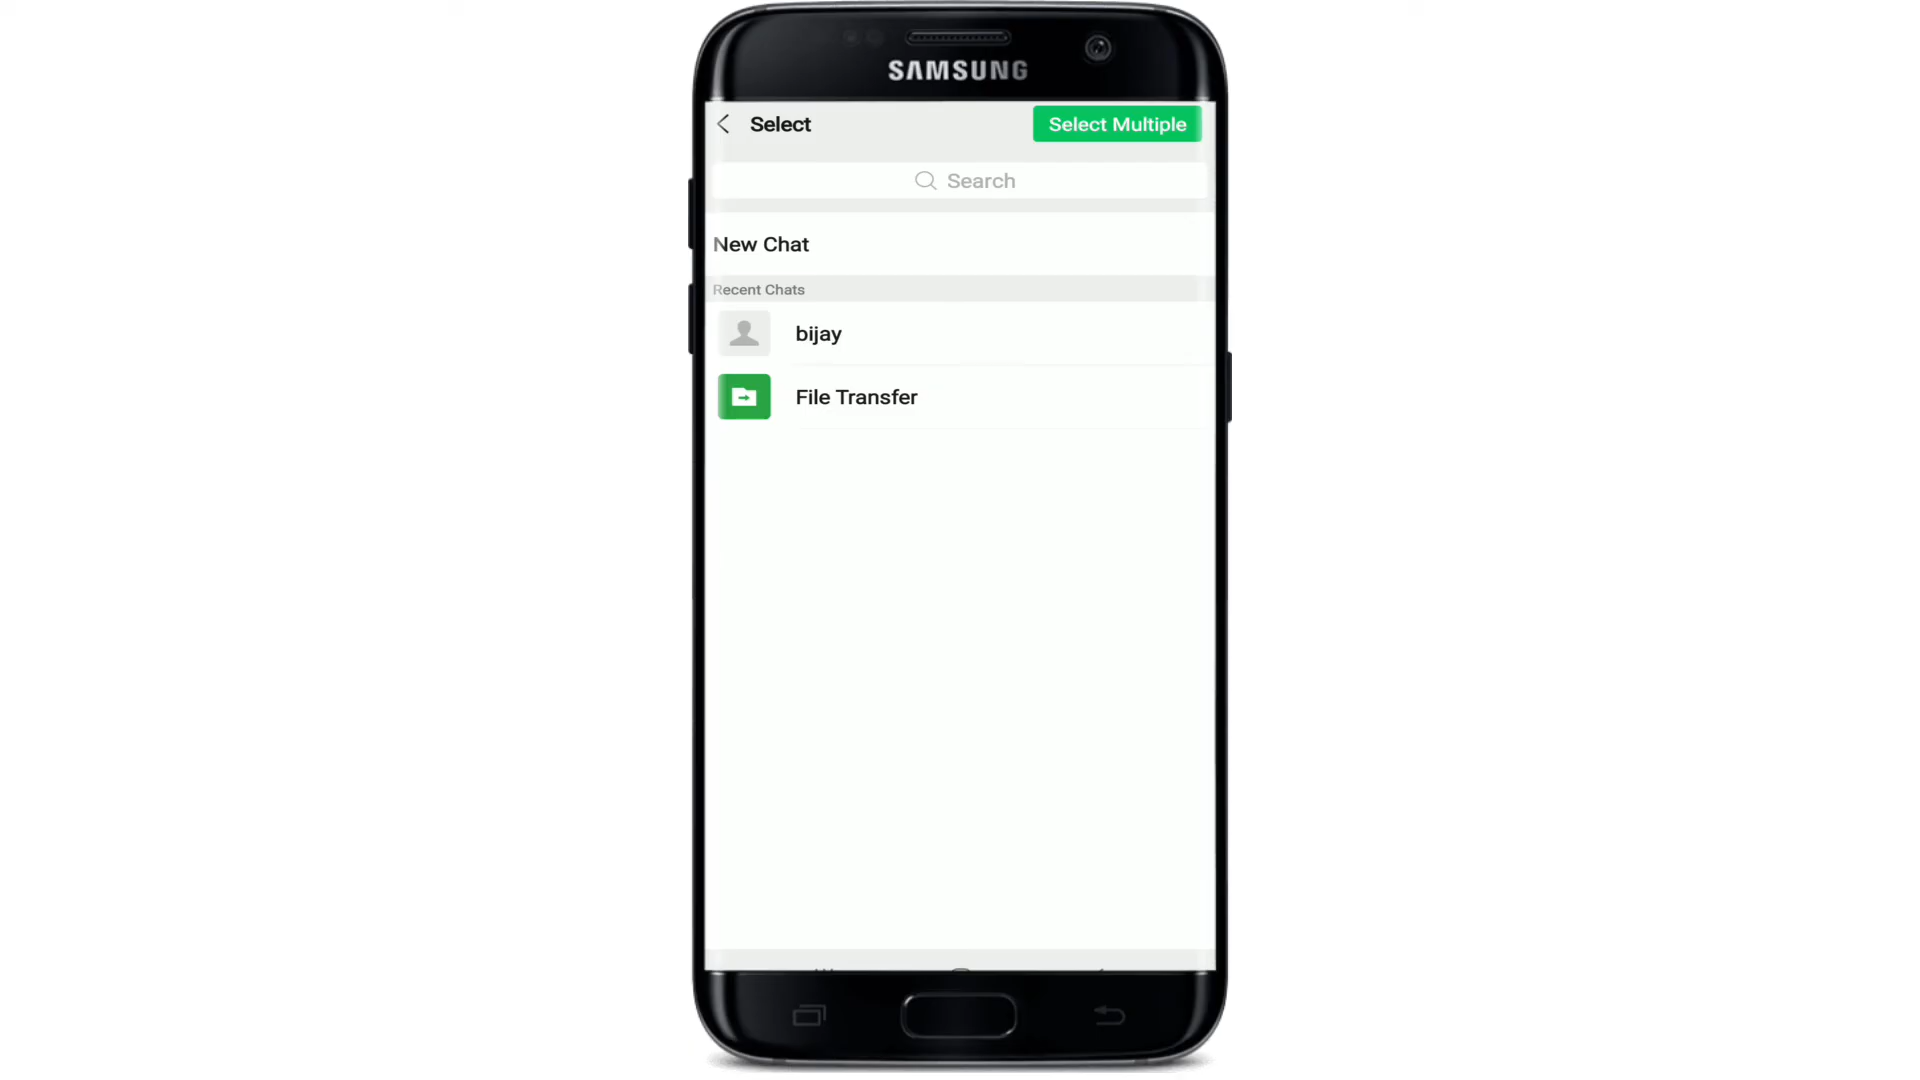 SAMSUNG
Select
Select Multiple
Search
New Chat
Recent Chats
bijay
File Transfer